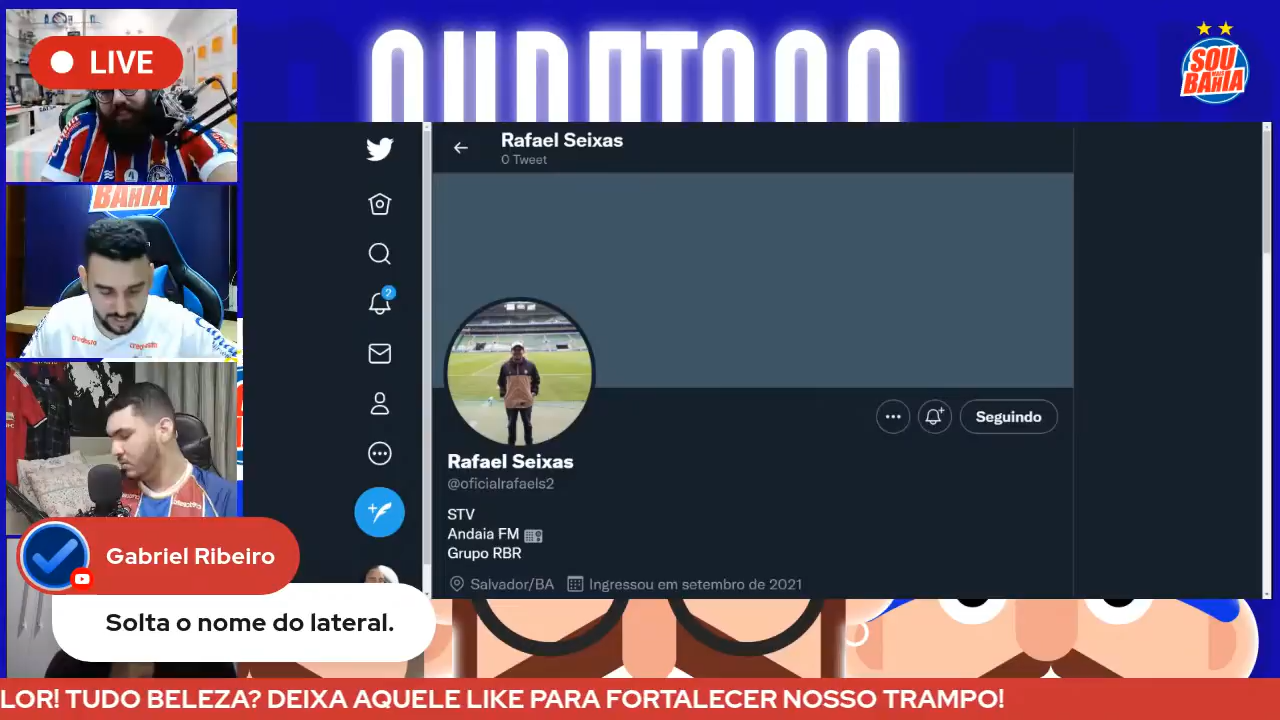 LIVE
SOU
BAHIA
BAHIA
Rafael Seixas
0 Tweet
2
Seguindo
Rafael Seixas
@oficialrafaels2
STV
Andaia FM
Grupo RBR
Salvador/BA Ingressou em setembro de 2021
Gabriel Ribeiro
Solta o nome do lateral.
LOR! TUDO BELEZA? DEIXA AQUELE LIKE PARA FORTALECER NOSSO TRAMPO!